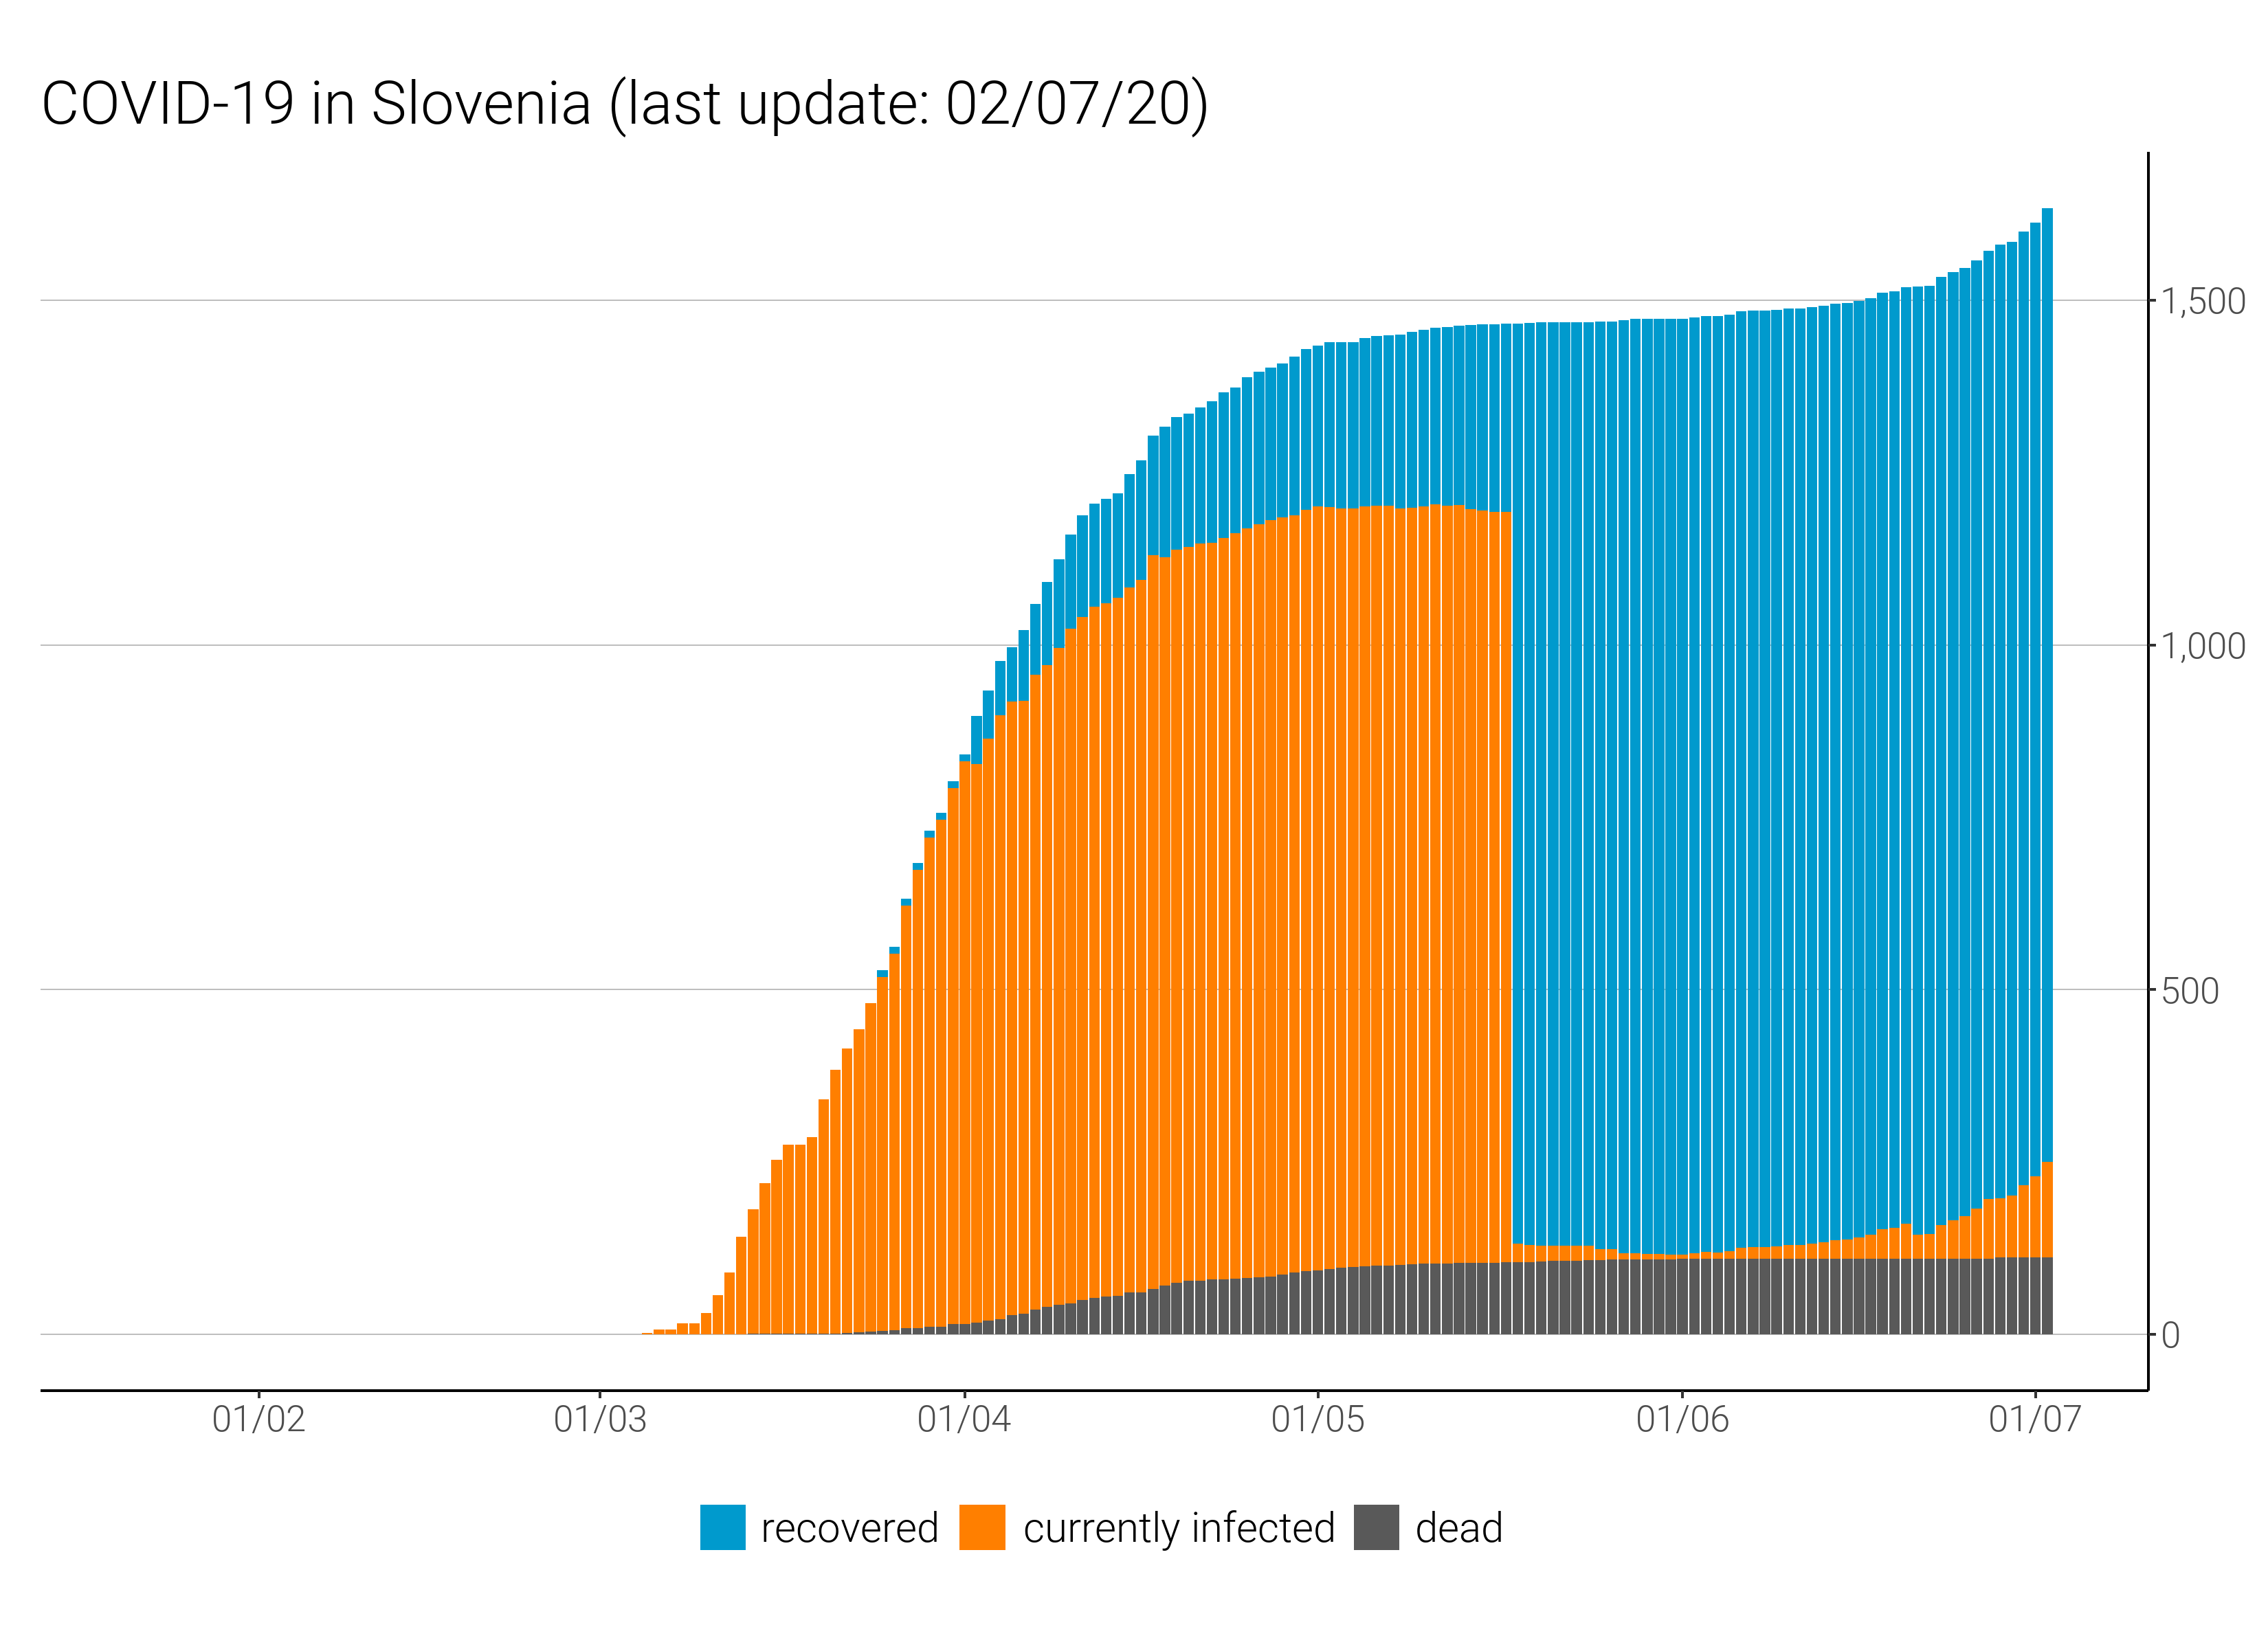 COVID-19 in Slovenia (last update: 02/07/20)
1,500
1,000
500
0
01/02 01/03 01/04 01/05 01/06 01/07
recovered currently infected dead